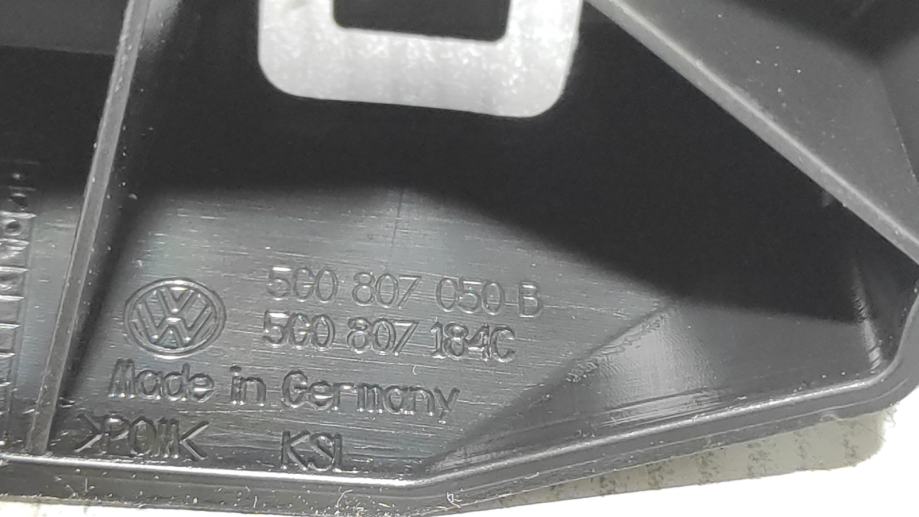 5G0 807 050 B
5G0 807 184C
Made in Germany
>POM< KSL